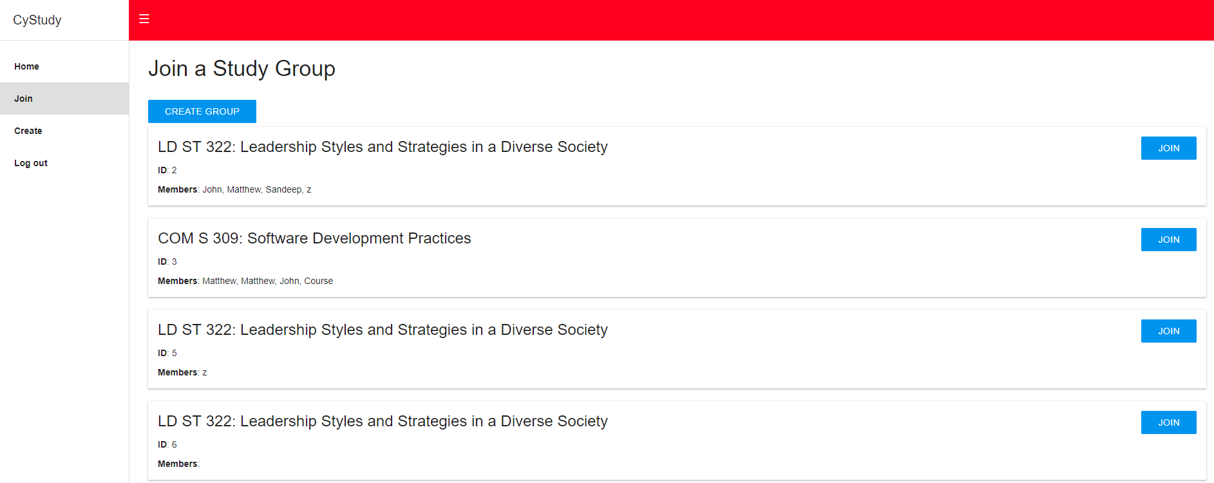 CyStudy
Home
Join
Create
Log out
Join a Study Group
CREATE GROUP
LD ST 322: Leadership Styles and Strategies in a Diverse Society
JOIN
ID: 2
Members: John, Matthew, Sandeep, z
COM S 309: Software Development Practices
JOIN
ID: 3
Members: Matthew, Matthew, John, Course
LD ST 322: Leadership Styles and Strategies in a Diverse Society
JOIN
ID: 5
Members: z
LD ST 322: Leadership Styles and Strategies in a Diverse Society
JOIN
ID: 6
Members: